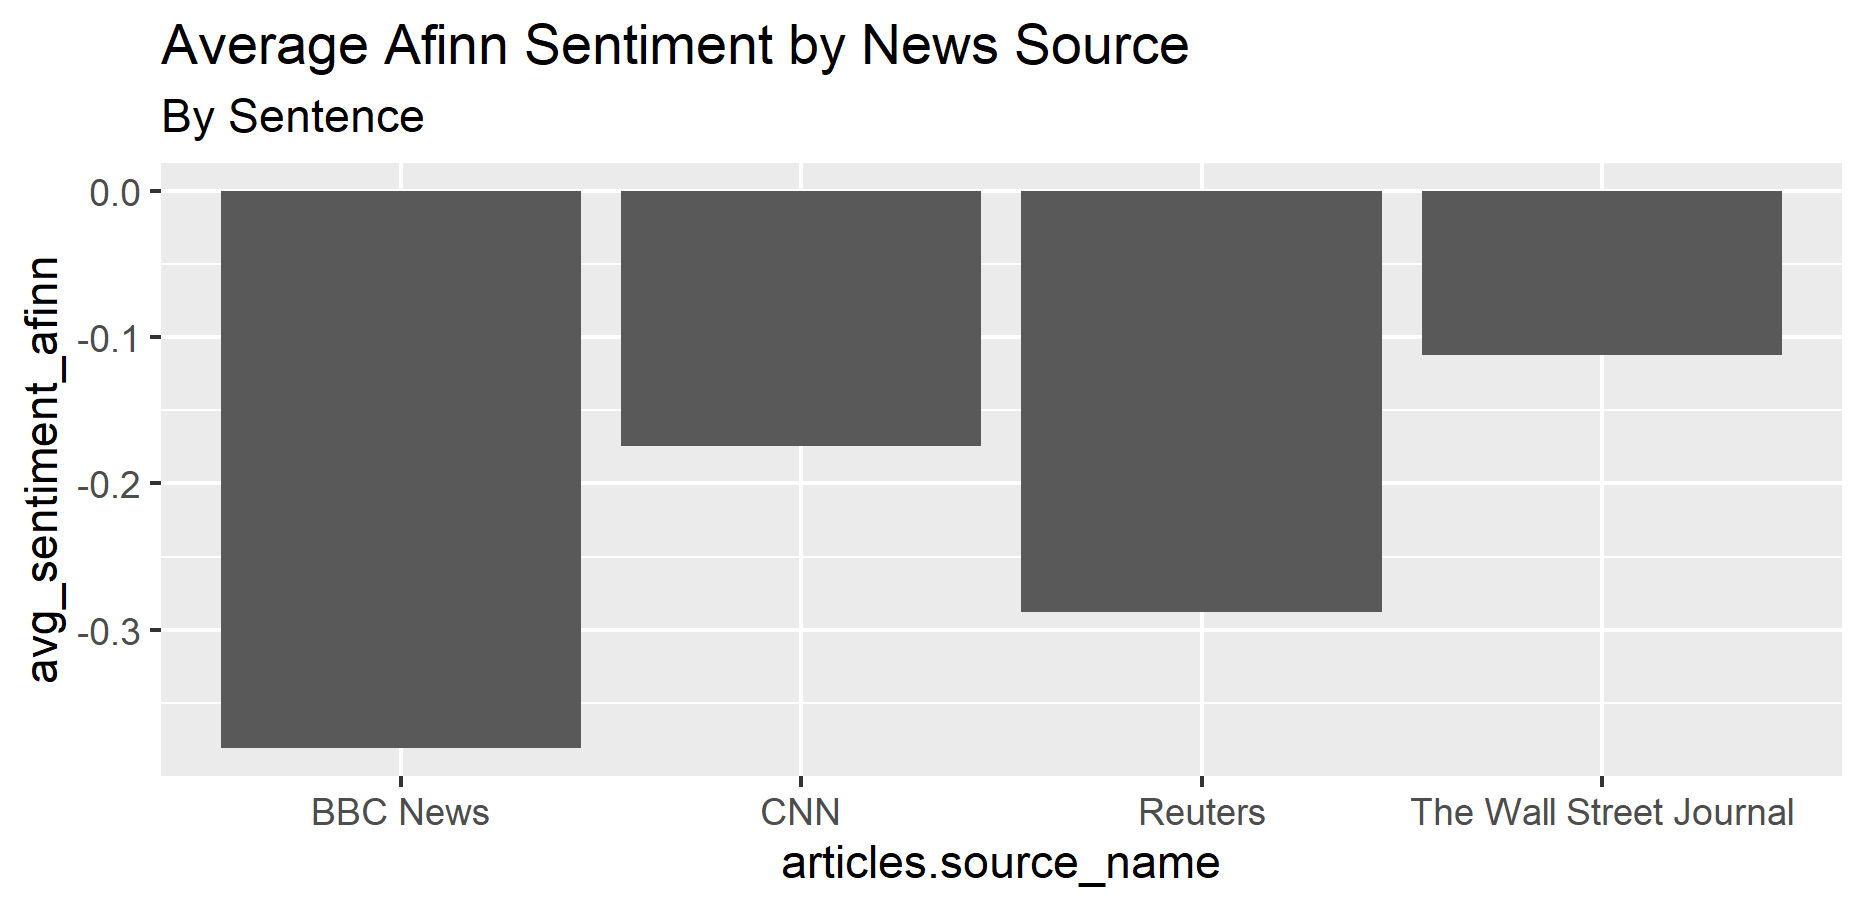 Average Afinn Sentiment by News Source
By Sentence
avg_sentiment_afinn
0.0
-0.1
-0.2
-0.3
BBC News
CNN
Reuters
The Wall Street Journal
articles.source_name